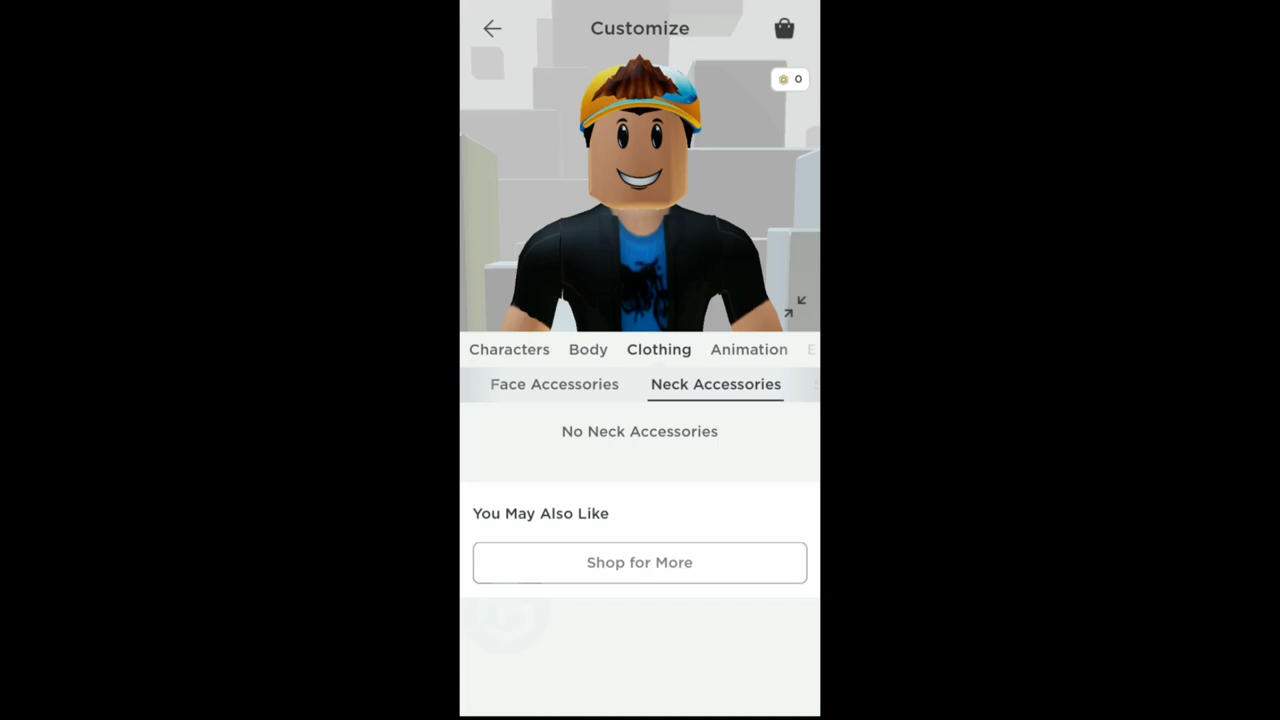 Customize
0
Characters Body Clothing Animation
Face Accessories Neck Accessories
No Neck Accessories
You May Also Like
Shop for More